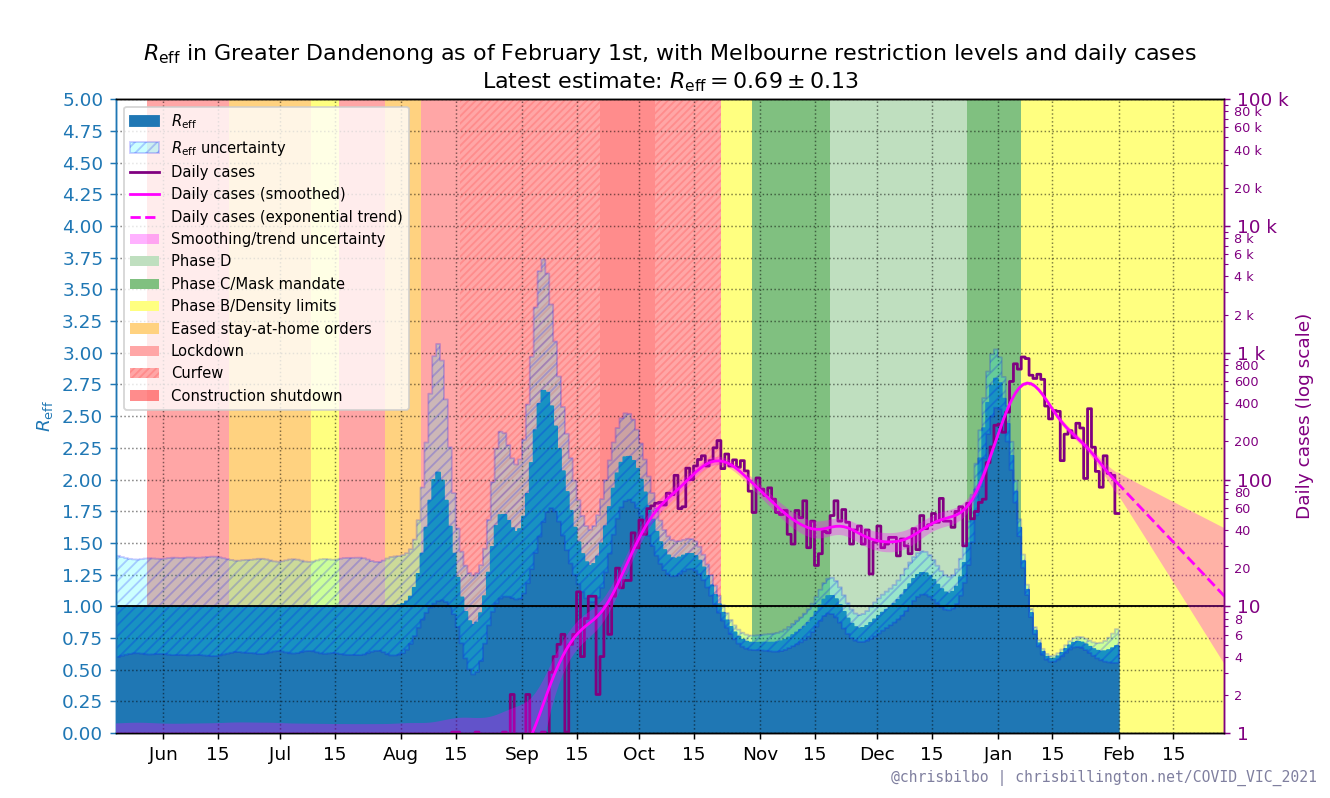 R_eff in Greater Dandenong as of February 1st, with Melbourne restriction levels and daily cases
Latest estimate: R_eff = 0.69 ± 0.13
R_eff
5.00
4.75
4.50
4.25
4.00
3.75
3.50
3.25
3.00
2.75
2.50
2.25
2.00
1.75
1.50
1.25
1.00
0.75
0.50
0.25
0.00
R_eff
R_eff uncertainty
Daily cases
Daily cases (smoothed)
Daily cases (exponential trend)
Smoothing/trend uncertainty
Phase D
Phase C/Mask mandate
Phase B/Density limits
Eased stay-at-home orders
Lockdown
Curfew
Construction shutdown
100 k
80 k
60 k
40 k
20 k
10 k
8 k
6 k
4 k
2 k
1 k
800
600
400
200
100
80
60
40
20
10
8
6
4
2
1
Daily cases (log scale)
Jun 15 Jul 15 Aug 15 Sep 15 Oct 15 Nov 15 Dec 15 Jan 15 Feb 15
@chrisbilbo | chrisbillington.net/COVID_VIC_2021